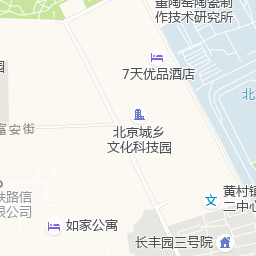 董陶窑陶瓷制
作技术研究所
园
7天优品酒店
北
北京城乡
文化科技园
富安街
铁路信
限公司
黄村镇
二中心
如家公寓
长丰园三号院